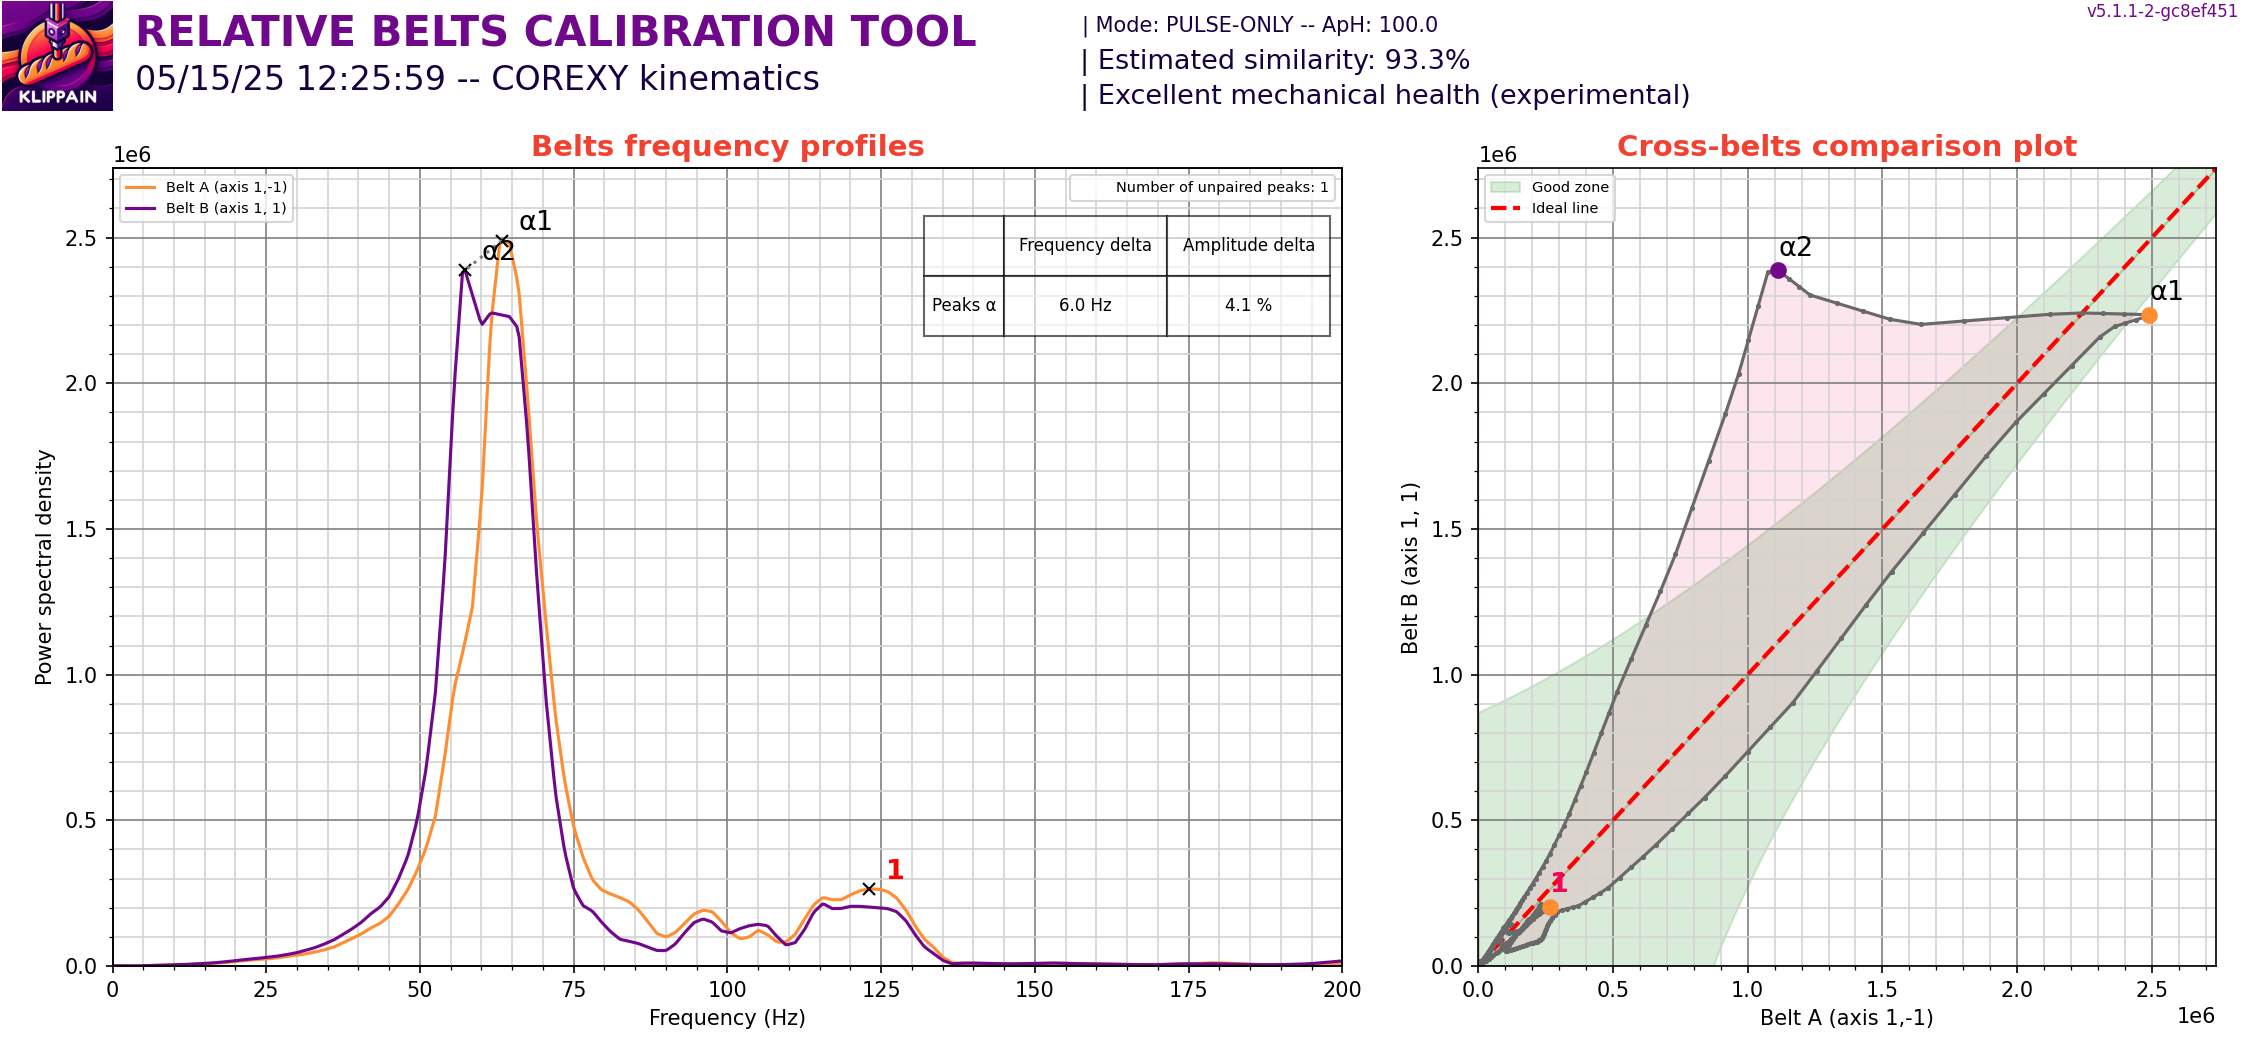 KLIPPAIN
RELATIVE BELTS CALIBRATION TOOL
05/15/25 12:25:59 -- COREXY kinematics
| Mode: PULSE-ONLY -- ApH: 100.0
| Estimated similarity: 93.3%
| Excellent mechanical health (experimental)
v5.1.1-2-gc8ef451
Belts frequency profiles
1e6
Belt A (axis 1,-1)
Belt B (axis 1, 1)
Number of unpaired peaks: 1
Frequency delta Amplitude delta
Peaks α 6.0 Hz 4.1 %
α1
α2
1
2.5
2.0
1.5
1.0
0.5
0.0
Power spectral density
0 25 50 75 100 125 150 175 200
Frequency (Hz)
Cross-belts comparison plot
1e6
Good zone
Ideal line
α2
α1
1
2.5
2.0
1.5
1.0
0.5
0.0
Belt B (axis 1, 1)
0.0 0.5 1.0 1.5 2.0 2.5
Belt A (axis 1,-1)
1e6